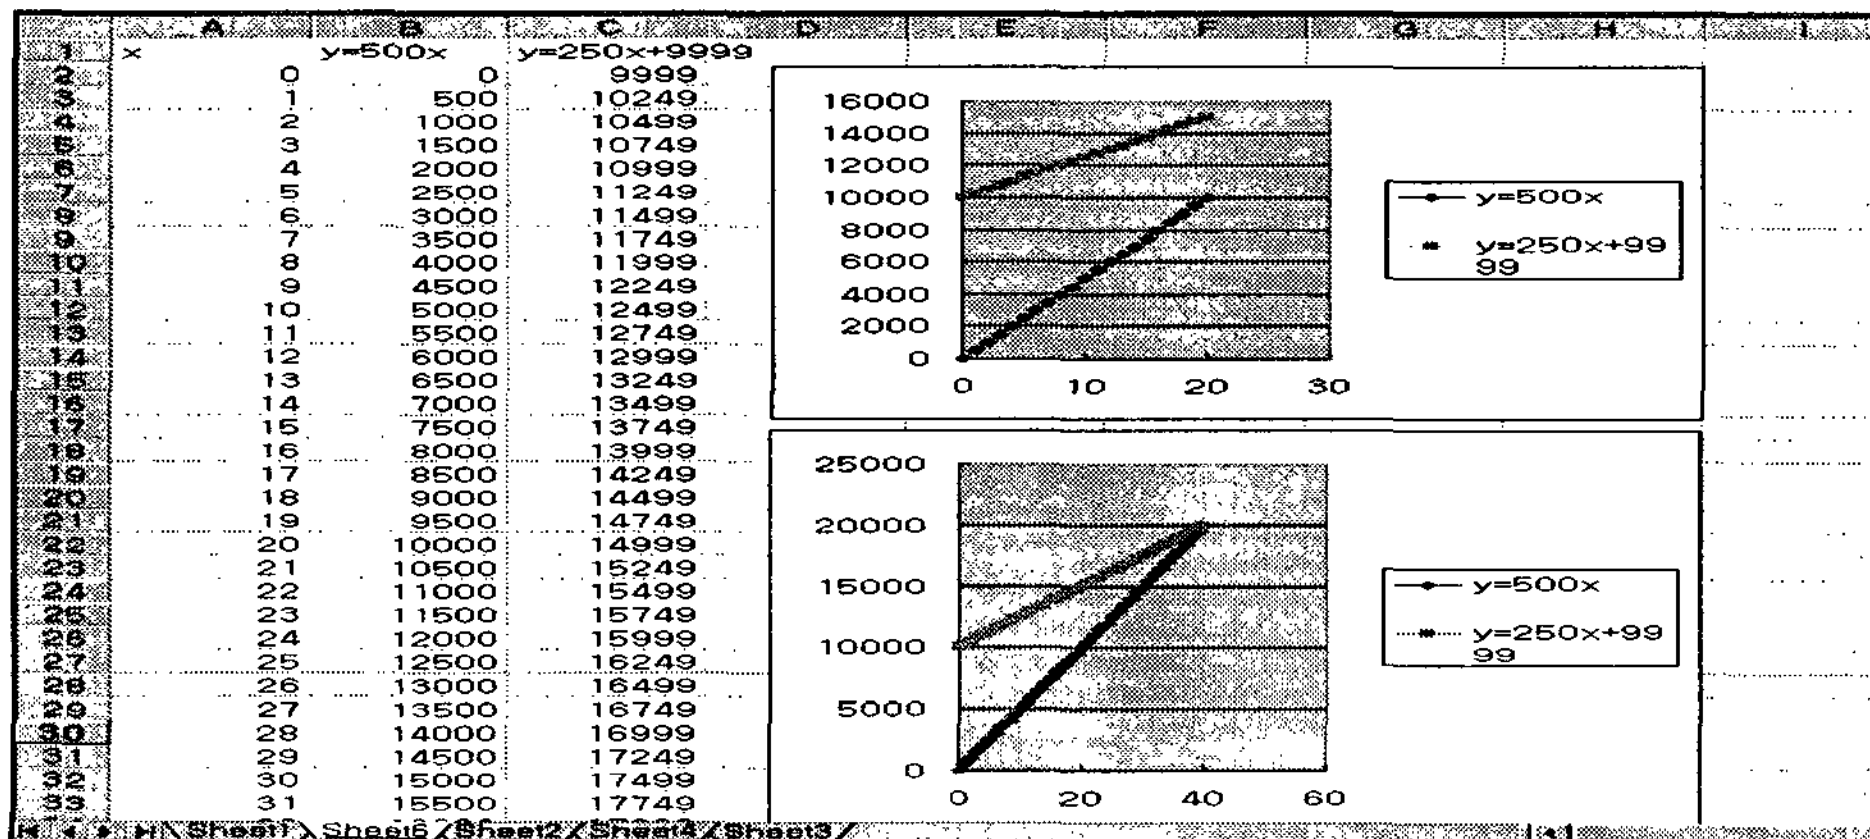 A B C D E F G H I
1 x y=500x y=250x+9999
2 0 0 9999
3 1 500 10249
4 2 1000 10499
5 3 1500 10749
6 4 2000 10999
7 5 2500 11249
8 6 3000 11499
9 7 3500 11749
10 8 4000 11999
11 9 4500 12249
12 10 5000 12499
13 11 5500 12749
14 12 6000 12999
15 13 6500 13249
16 14 7000 13499
17 15 7500 13749
18 16 8000 13999
19 17 8500 14249
20 18 9000 14499
21 19 9500 14749
22 20 10000 14999
23 21 10500 15249
24 22 11000 15499
25 23 11500 15749
26 24 12000 15999
27 25 12500 16249
28 26 13000 16499
29 27 13500 16749
30 28 14000 16999
31 29 14500 17249
32 30 15000 17499
33 31 15500 17749
16000
14000
12000
10000
8000
6000
4000
2000
0
0 10 20 30
y=500x
y=250x+99
99
25000
20000
15000
10000
5000
0
0 20 40 60
y=500x
y=250x+99
99
Sheet1 Sheet6 Sheet2 Sheet4 Sheet3